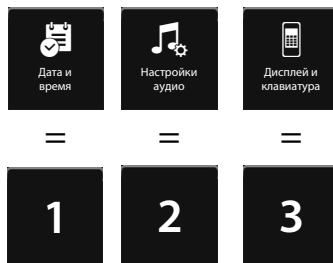 Дата и
время
Настройки
аудио
Дисплей и
клавиатура
= = =
1 2 3